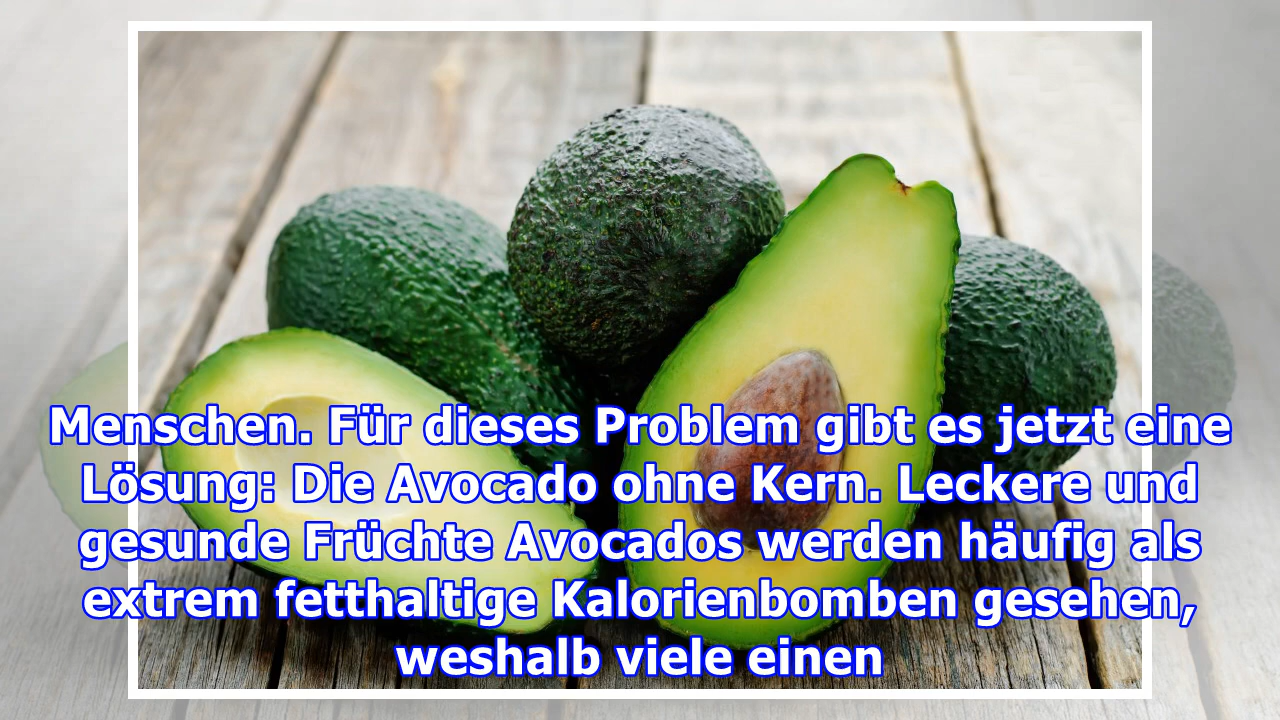 Menschen. Für dieses Problem gibt es jetzt eine
Lösung: Die Avocado ohne Kern. Leckere und
gesunde Früchte Avocados werden häufig als
extrem fetthaltige Kalorienbomben gesehen,
weshalb viele einen